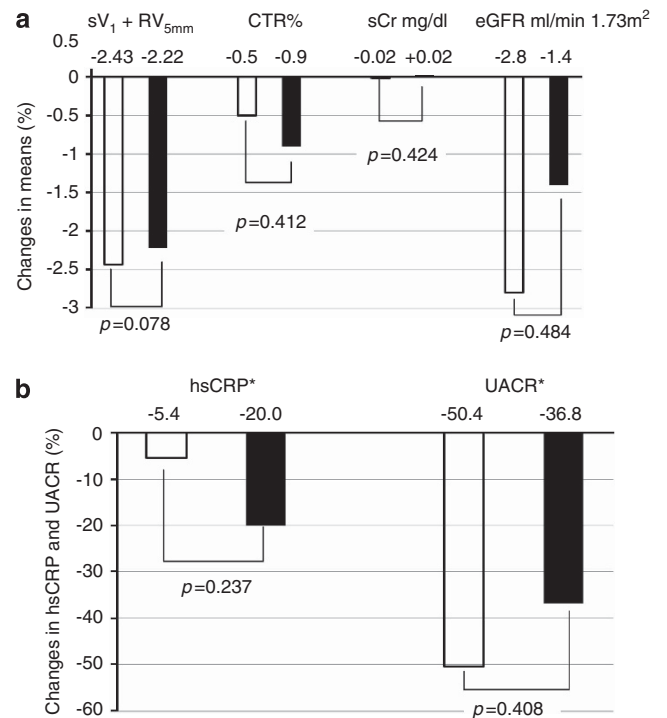 a
sV1 + RV5mm CTR% sCr mg/dl eGFR ml/min 1.73m²
0.5
-2.43 -2.22 -0.5 -0.9 -0.02 +0.02 -2.8 -1.4
0
-0.5
-1
-1.5
-2
-2.5
-3
Changes in means (%)
p=0.424
p=0.412
p=0.078
p=0.484
b
hsCRP* UACR*
-5.4 -20.0 -50.4 -36.8
0
-10
-20
-30
-40
-50
-60
Changes in hsCRP and UACR (%)
p=0.237
p=0.408